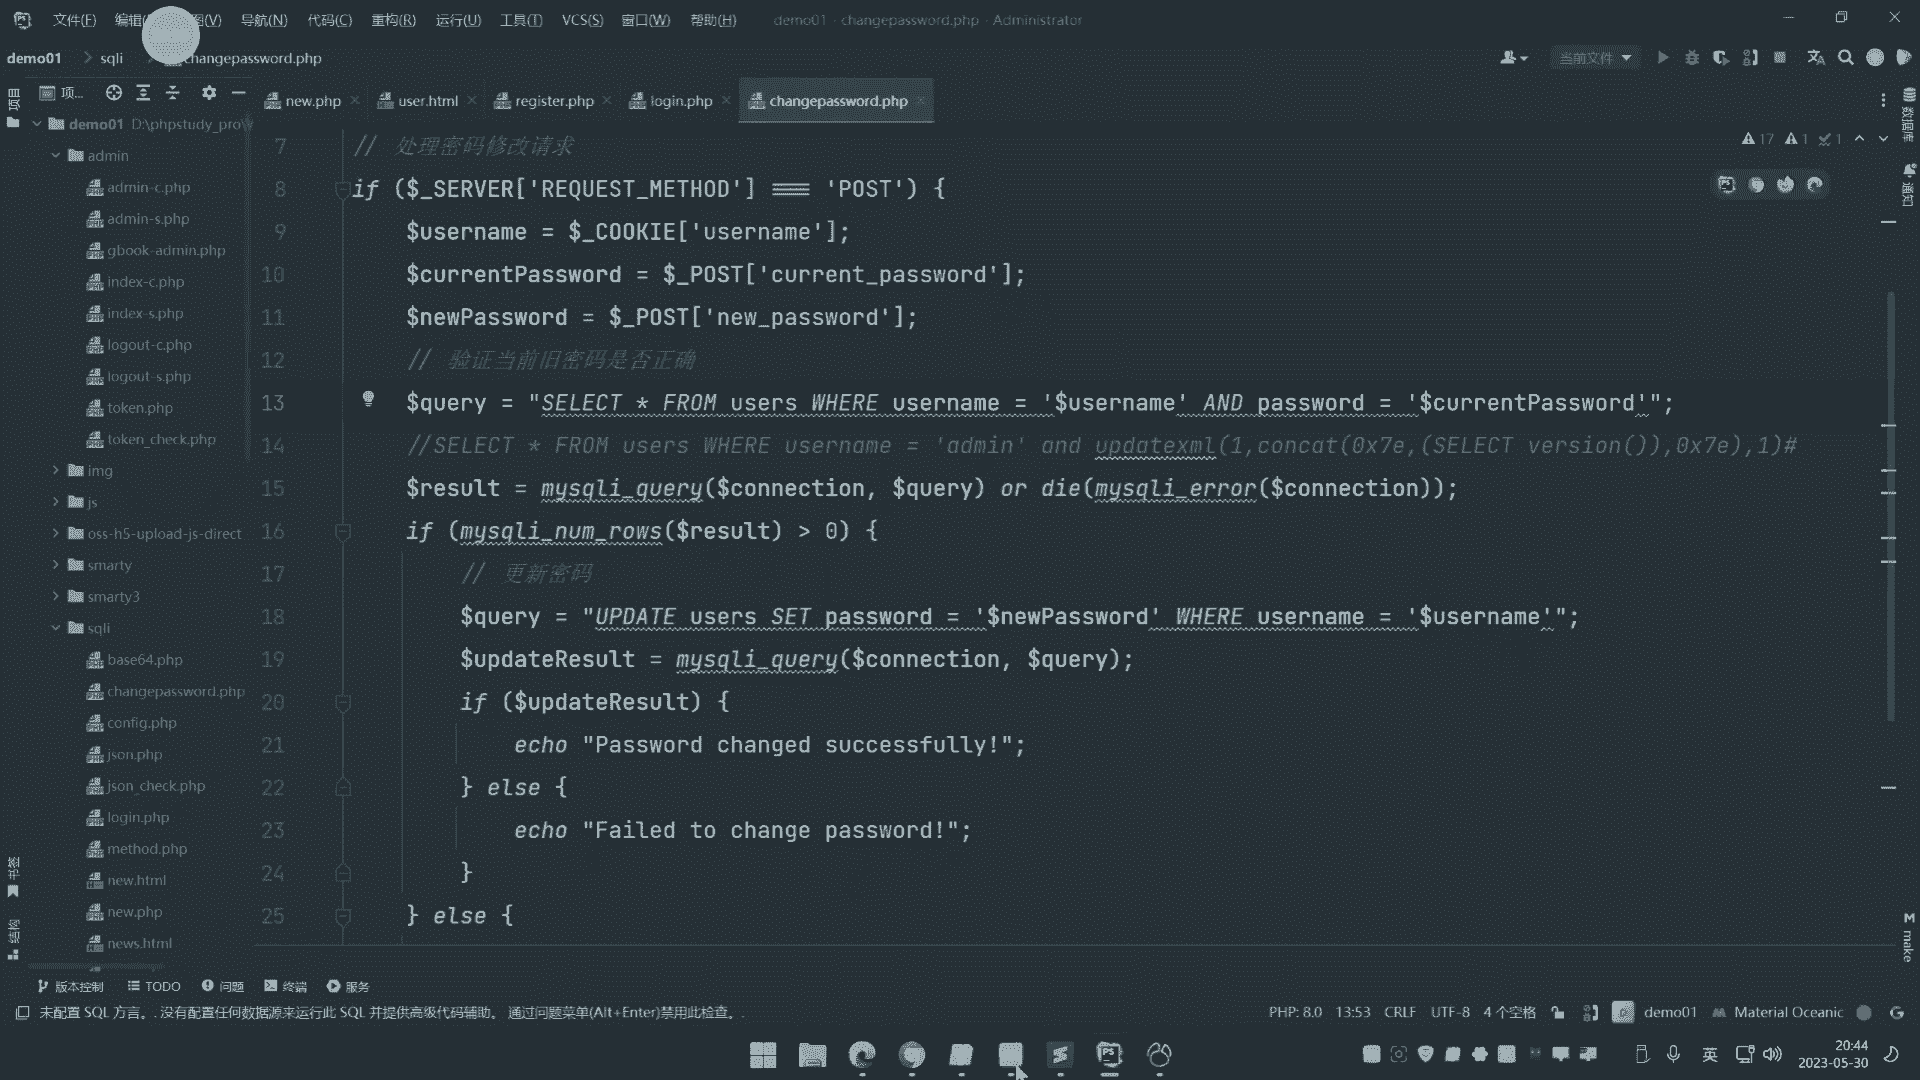 文件(F) 编辑 图(V) 导航(N) 代码(C) 重构(R) 运行(U) 工具(T) VCS(S) 窗口(W) 帮助(H) demo01 - changepassword.php - Administrator
demo01 sqli changepassword.php 当前文件
项目 项... new.php user.html register.php login.php changepassword.php
demo01 D:\phpstudy_pro\
admin
admin-c.php
admin-s.php
gbook-admin.php
index-c.php
index-s.php
logout-c.php
logout-s.php
token.php
token_check.php
img
js
oss-h5-upload-js-direct
smarty
smarty3
sqli
base64.php
changepassword.php
config.php
json.php
json_check.php
login.php
method.php
new.html
new.php
news.html
17 1 1
7 // 处理密码修改请求
8 if ($_SERVER['REQUEST_METHOD'] === 'POST') {
9 $username = $_COOKIE['username'];
10 $currentPassword = $_POST['current_password'];
11 $newPassword = $_POST['new_password'];
12 // 验证当前旧密码是否正确
13 $query = "SELECT * FROM users WHERE username = '$username' AND password = '$currentPassword'";
14 //SELECT * FROM users WHERE username = 'admin' and updatexml(1,concat(0x7e,(SELECT version()),0x7e),1)#
15 $result = mysqli_query($connection, $query) or die(mysqli_error($connection));
16 if (mysqli_num_rows($result) > 0) {
17 // 更新密码
18 $query = "UPDATE users SET password = '$newPassword' WHERE username = '$username'";
19 $updateResult = mysqli_query($connection, $query);
20 if ($updateResult) {
21 echo "Password changed successfully!";
22 } else {
23 echo "Failed to change password!";
24 }
25 } else {
数据库
通知
M make
书签
结构
版本控制 TODO 问题 终端 服务
未配置 SQL 方言。. 没有配置任何数据源来运行此 SQL 并提供高级代码辅助。 通过问题菜单(Alt+Enter)禁用此检查。. PHP: 8.0 13:53 CRLF UTF-8 4 个空格 demo01 Material Oceanic
英 20:44
2023-05-30